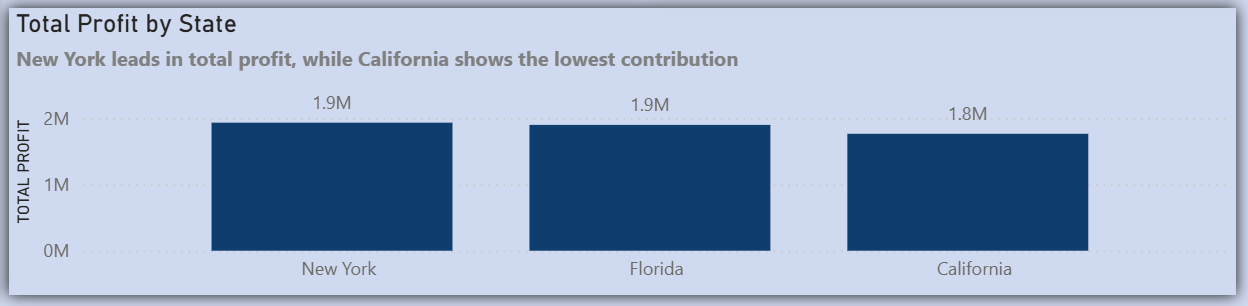 Total Profit by State
New York leads in total profit, while California shows the lowest contribution
TOTAL PROFIT
2M
1M
0M
1.9M
1.9M
1.8M
New York
Florida
California